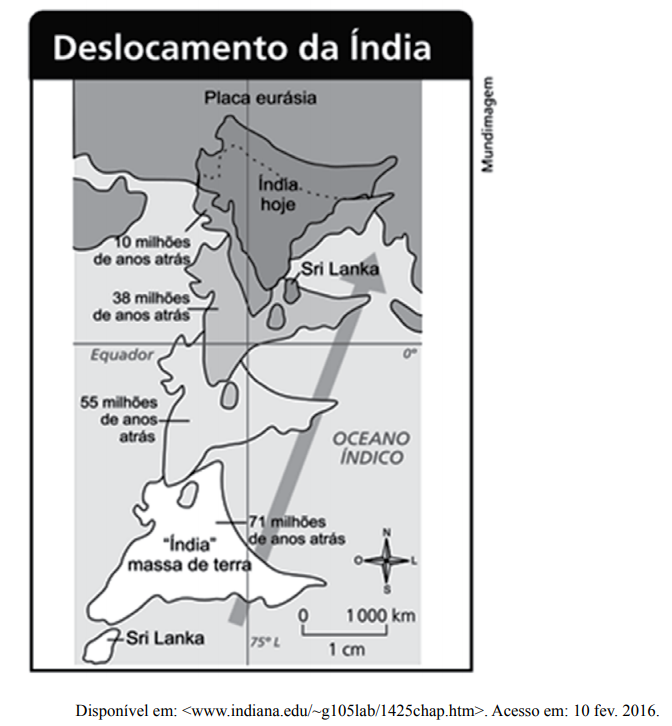 Deslocamento da Índia
Mundimagem
Placa eurásia
Índia
hoje
10 milhões
de anos atrás
Sri Lanka
38 milhões
de anos atrás
Equador
0°
55 milhões
de anos
atrás
OCEANO
ÍNDICO
71 milhões
de anos atrás
"Índia"
massa de terra
N
O
L
S
0 1 000 km
1 cm
Sri Lanka
75° L
Disponível em: <www.indiana.edu/~g105lab/1425chap.htm>. Acesso em: 10 fev. 2016.